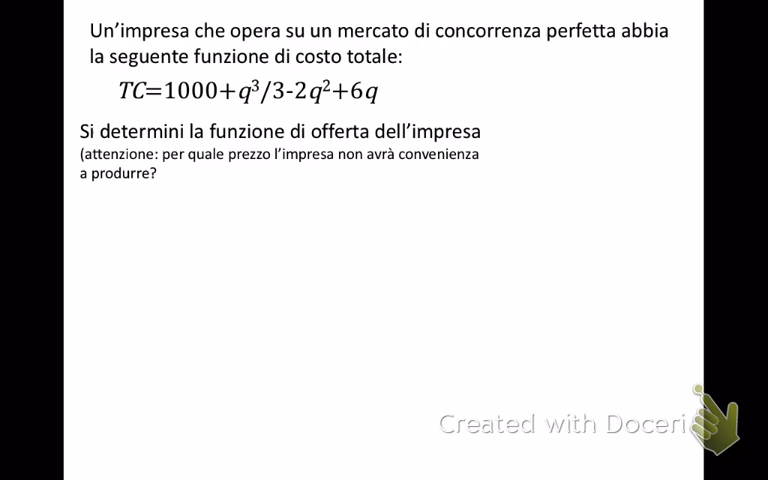 Un’impresa che opera su un mercato di concorrenza perfetta abbia
la seguente funzione di costo totale:
TC=1000+q³/3-2q²+6q
Si determini la funzione di offerta dell’impresa
(attenzione: per quale prezzo l’impresa non avrà convenienza
a produrre?
Created with Doceri